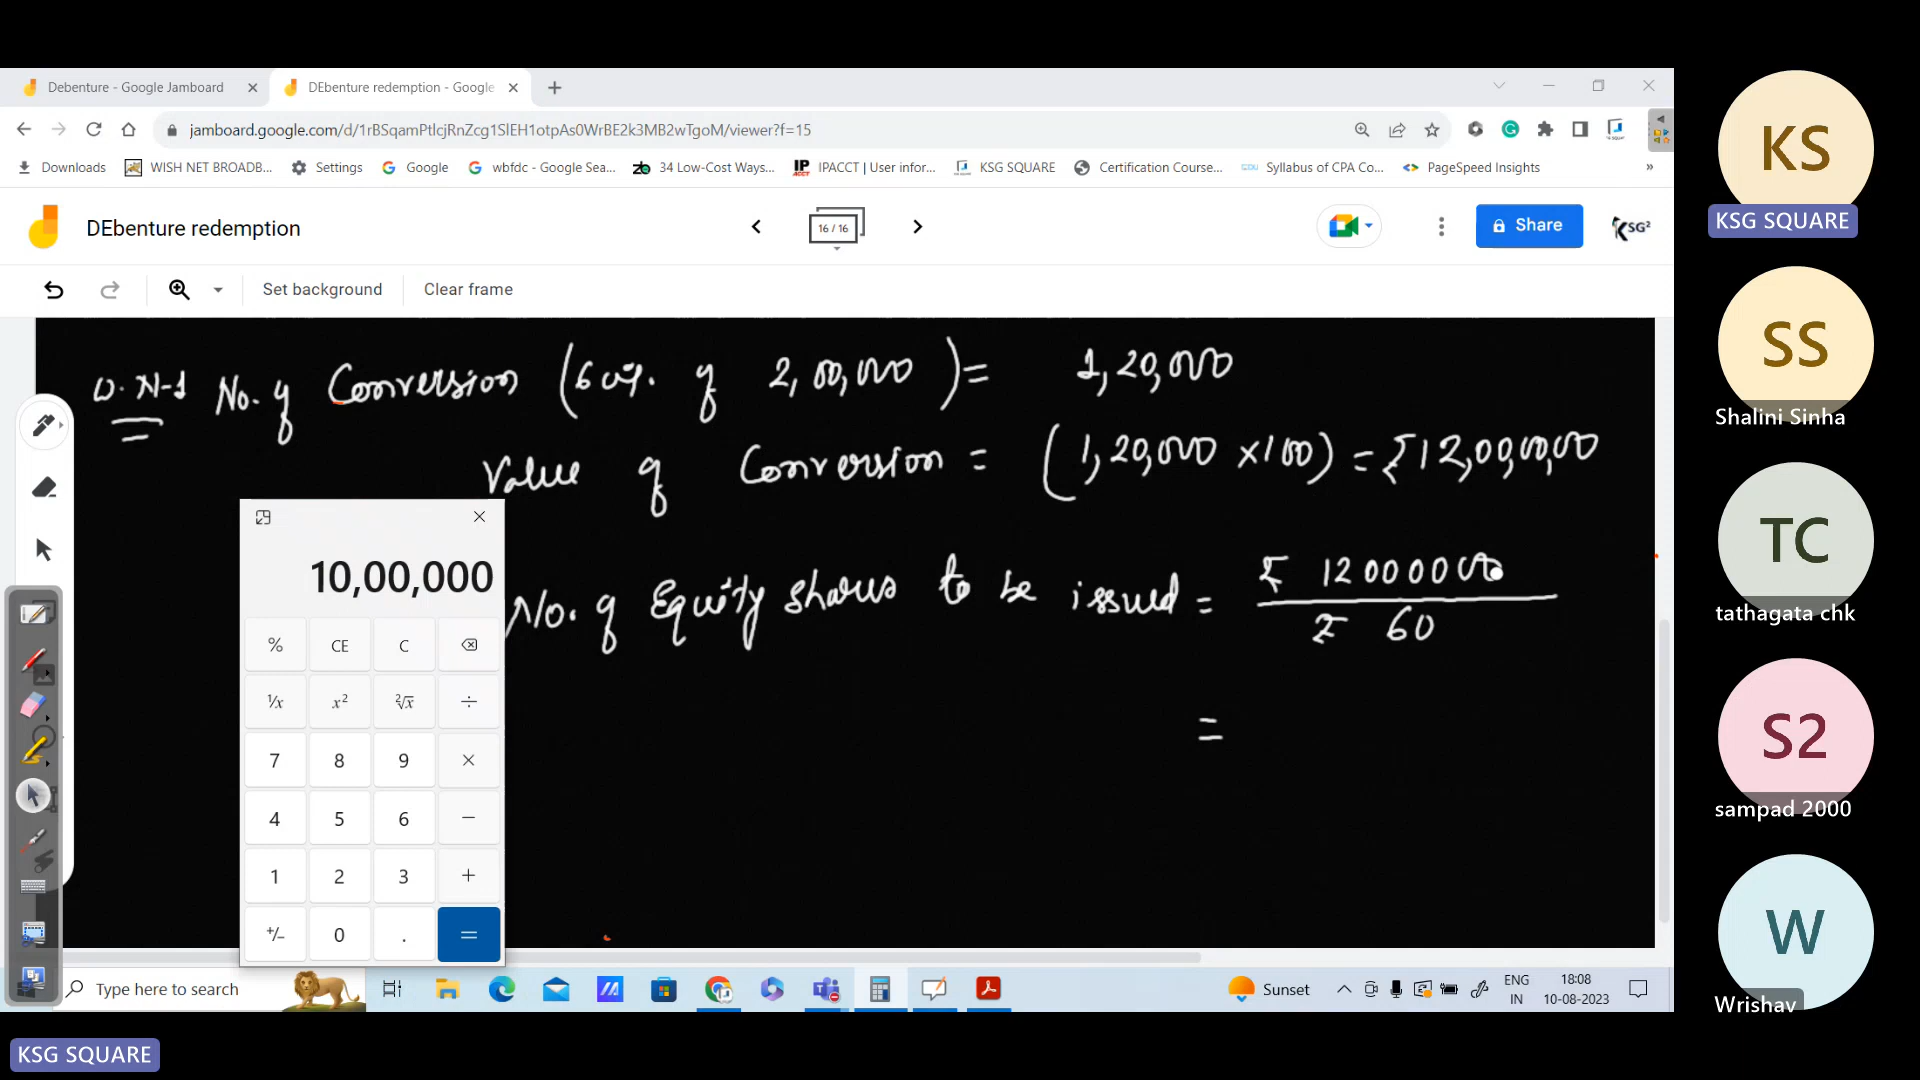 Debenture - Google Jamboard
DEbenture redemption - Google
jamboard.google.com/d/1rBSqamPtlcjRnZcg1SlEH1otpAs0WrBE2k3MB2wTgoM/viewer?f=15
Downloads WISH NET BROADB... Settings Google wbfdc - Google Sea... 34 Low-Cost Ways... IPACCT | User infor... KSG SQUARE Certification Course... Syllabus of CPA Co... PageSpeed Insights »
DEbenture redemption
16 / 16
Share
KSG²
Set background Clear frame
W.N-1 No. of Conversion (60%. of 2,00,000) = 1,20,000
Value of Conversion = (1,20,000 ×100) = ₹12,00,00,00
No. of Equity shares to be issued = ₹ 12000000
₹ 60
=
10,00,000
% CE C
¹/x x² ²√x ÷
7 8 9 ×
4 5 6 −
1 2 3 +
+/− 0 . =
Type here to search
Sunset
ENG
IN
18:08
10-08-2023
KS
KSG SQUARE
SS
Shalini Sinha
TC
tathagata chk
S2
sampad 2000
W
Wrishav
KSG SQUARE